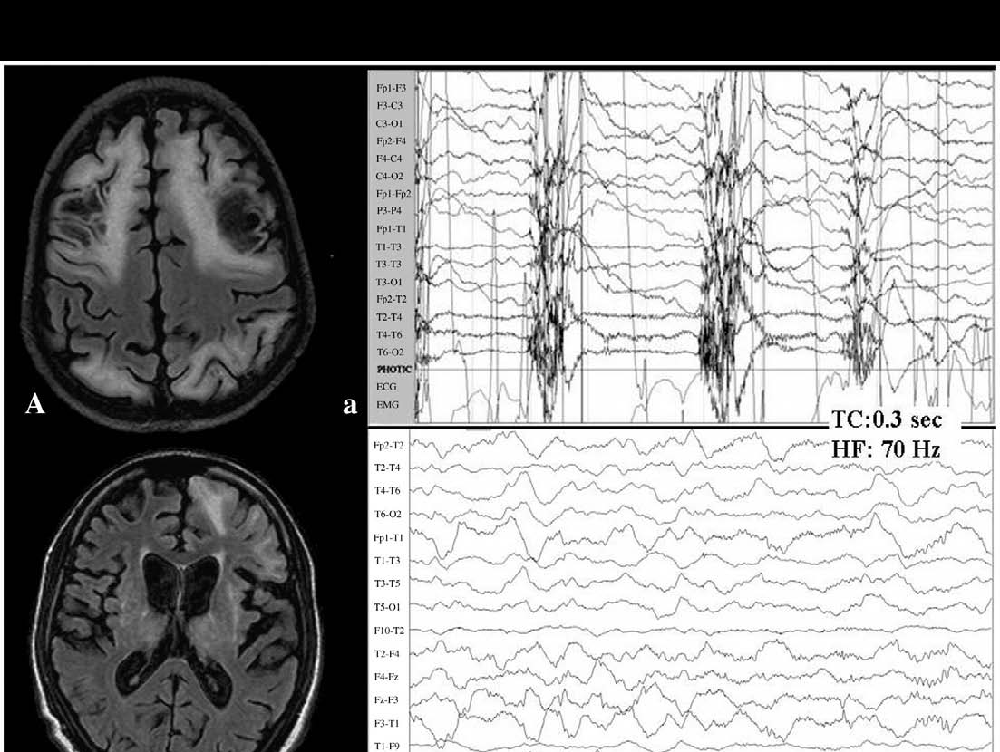 Fp1-F3
F3-C3
C3-O1
Fp2-F4
F4-C4
C4-O2
Fp1-Fp2
P3-P4
Fp1-T1
T1-T3
T3-T3
T3-O1
Fp2-T2
T2-T4
T4-T6
T6-O2
PHOTIC
ECG
EMG
A
a
TC:0.3 sec
HF: 70 Hz
Fp2-T2
T2-T4
T4-T6
T6-O2
Fp1-T1
T1-T3
T3-T5
T5-O1
F10-T2
T2-F4
F4-Fz
Fz-F3
F3-T1
T1-F9